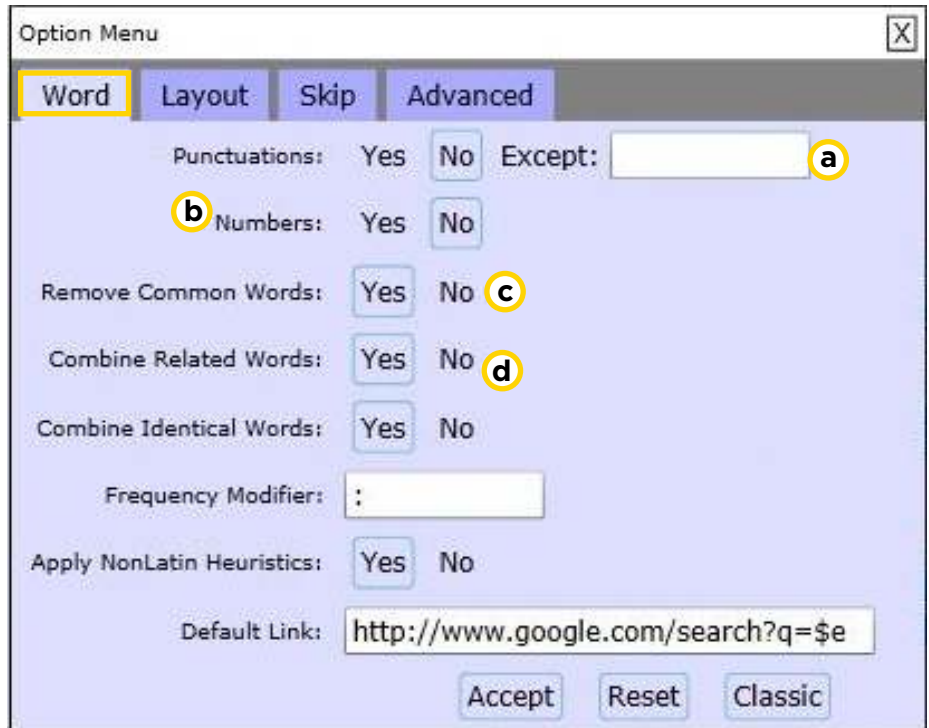 Option Menu X
Word Layout Skip Advanced
Punctuations: Yes No Except: a
b Numbers: Yes No
Remove Common Words: Yes No c
Combine Related Words: Yes No d
Combine Identical Words: Yes No
Frequency Modifier: :
Apply NonLatin Heuristics: Yes No
Default Link: http://www.google.com/search?q=$e
Accept Reset Classic